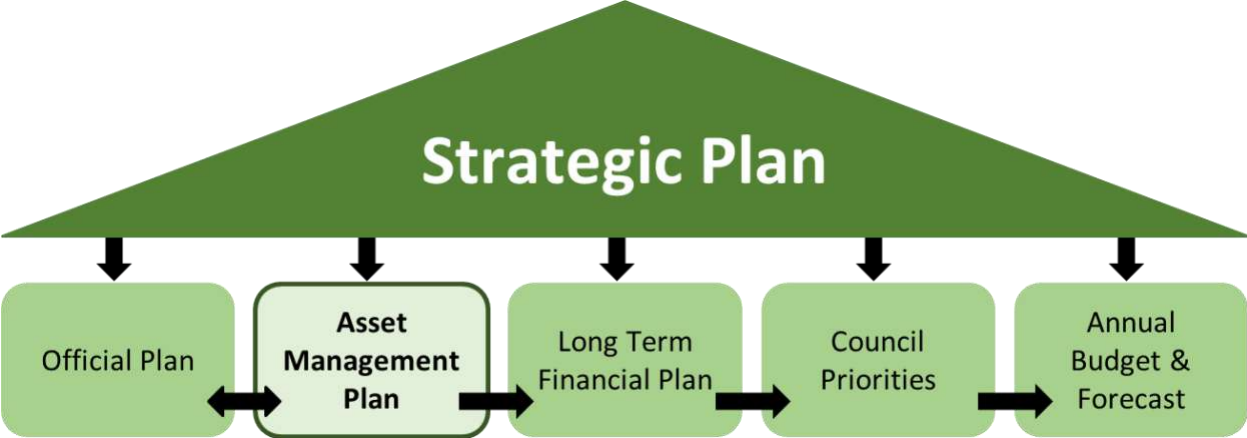 Strategic Plan
Official Plan
Asset
Management
Plan
Long Term
Financial Plan
Council
Priorities
Annual
Budget &
Forecast